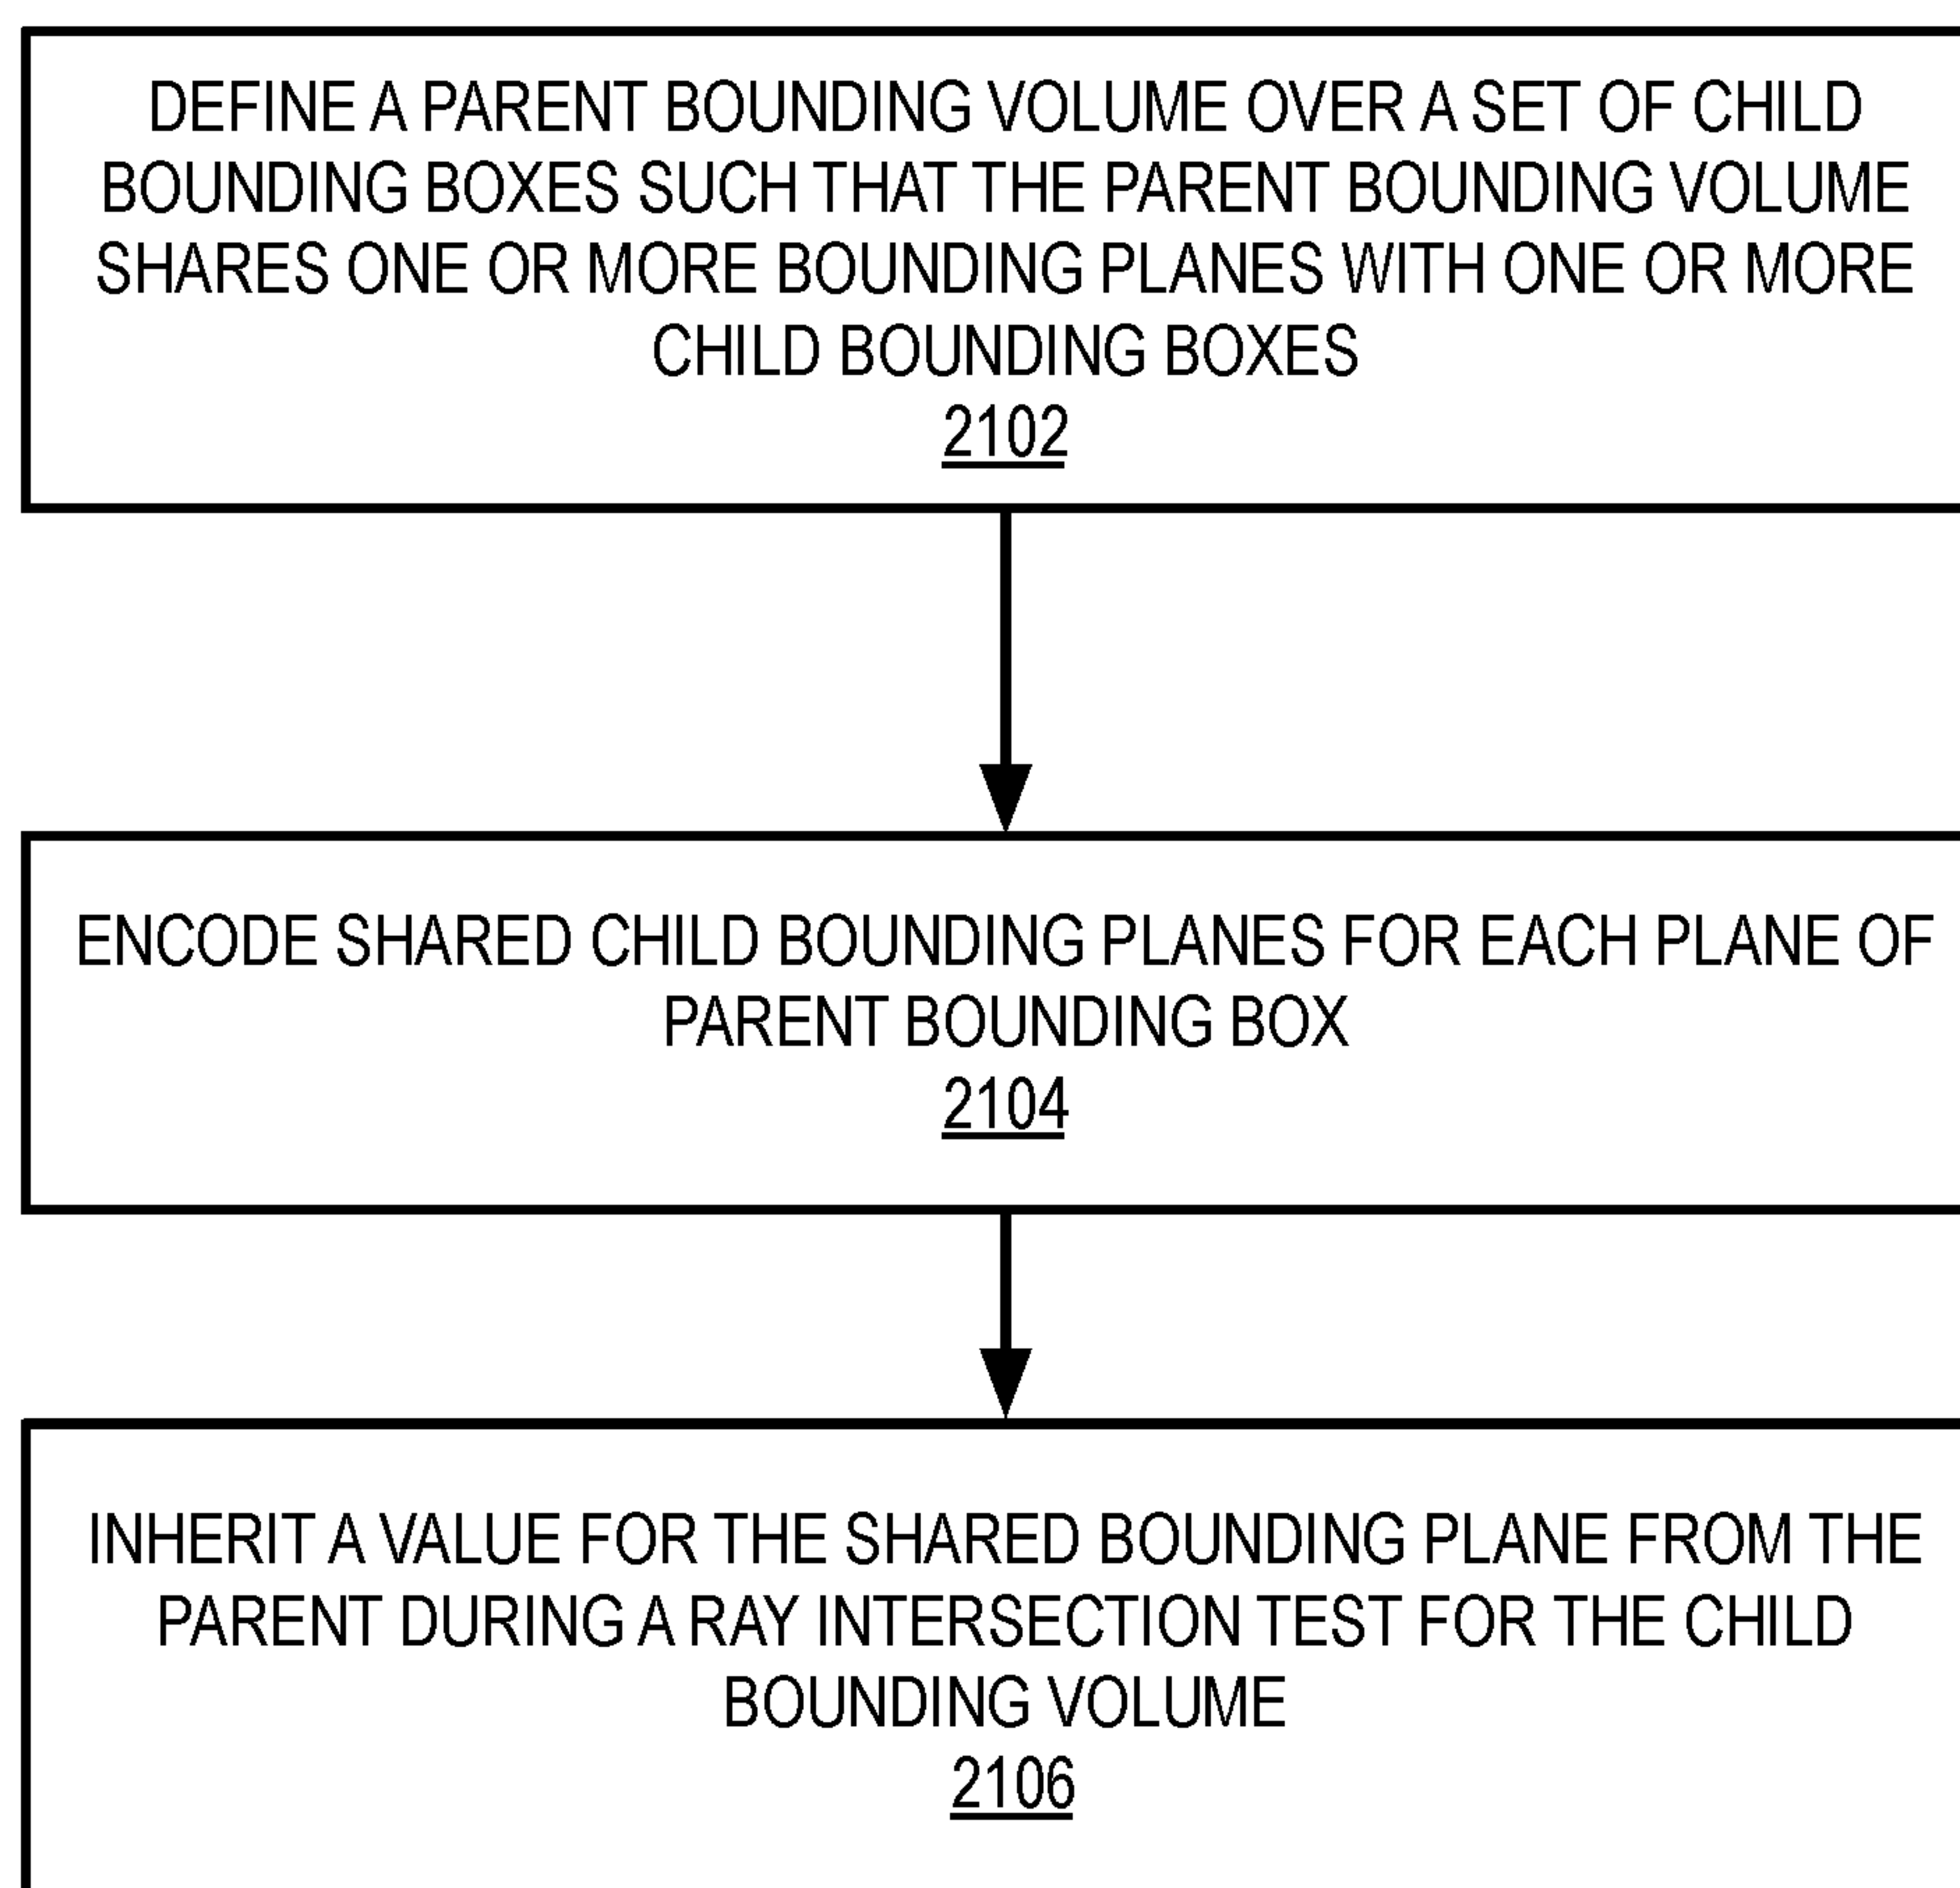 DEFINE A PARENT BOUNDING VOLUME OVER A SET OF CHILD
BOUNDING BOXES SUCH THAT THE PARENT BOUNDING VOLUME
SHARES ONE OR MORE BOUNDING PLANES WITH ONE OR MORE
CHILD BOUNDING BOXES
2102
ENCODE SHARED CHILD BOUNDING PLANES FOR EACH PLANE OF
PARENT BOUNDING BOX
2104
INHERIT A VALUE FOR THE SHARED BOUNDING PLANE FROM THE
PARENT DURING A RAY INTERSECTION TEST FOR THE CHILD
BOUNDING VOLUME
2106